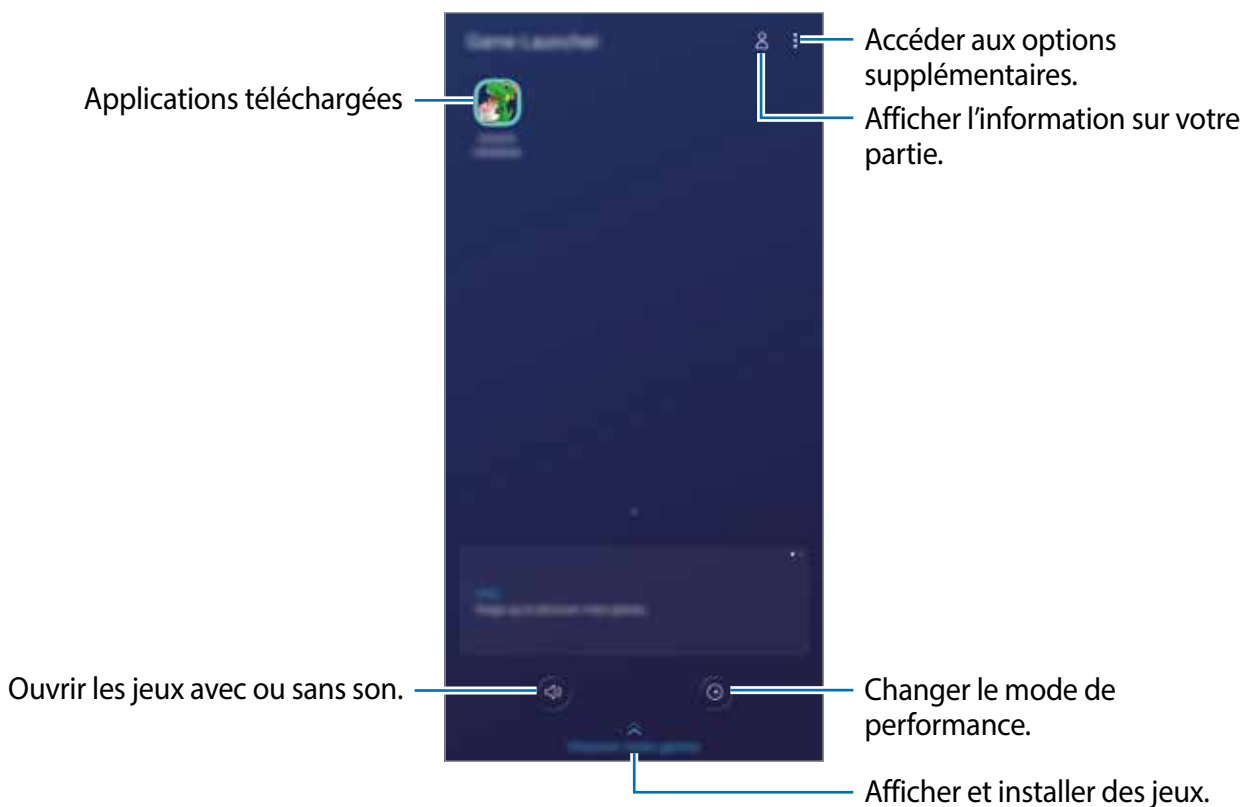 Game Launcher
Accéder aux options
supplémentaires.
Applications téléchargées
Afficher l'information sur votre
partie.
Ouvrir les jeux avec ou sans son.
Changer le mode de
performance.
Afficher et installer des jeux.